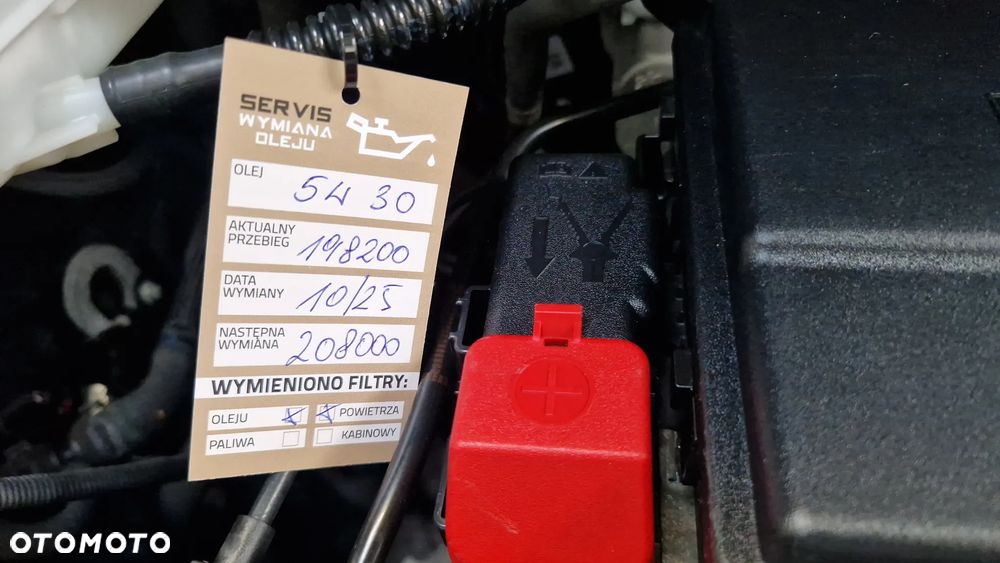 SERVIS
WYMIANA
OLEJU
OLEJ 5W 30
AKTUALNY
PRZEBIEG 198200
DATA
WYMIANY 10/25
NASTĘPNA
WYMIANA 208000
WYMIENIONO FILTRY:
OLEJU POWIETRZA
PALIWA KABINOWY
OTOMOTO